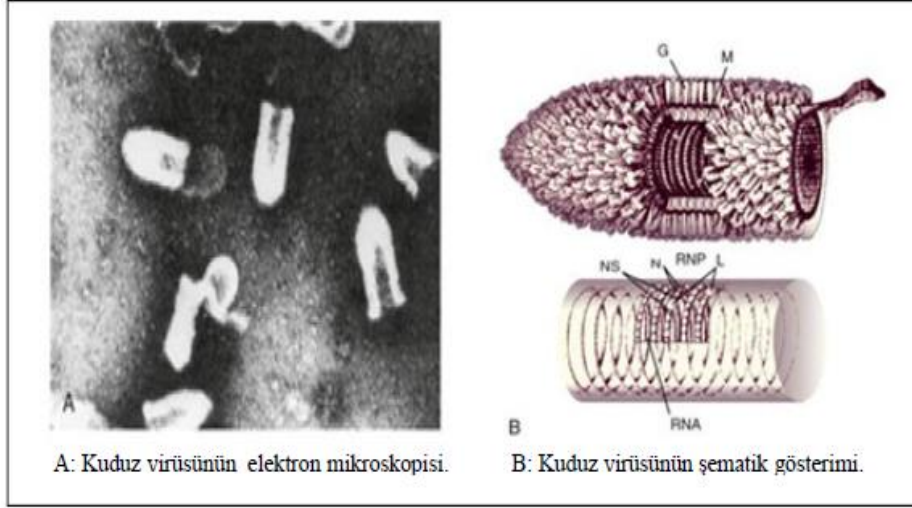 G M
NS N RNP L
RNA
A
B
A: Kuduz virüsünün elektron mikroskopisi.
B: Kuduz virüsünün şematik gösterimi.